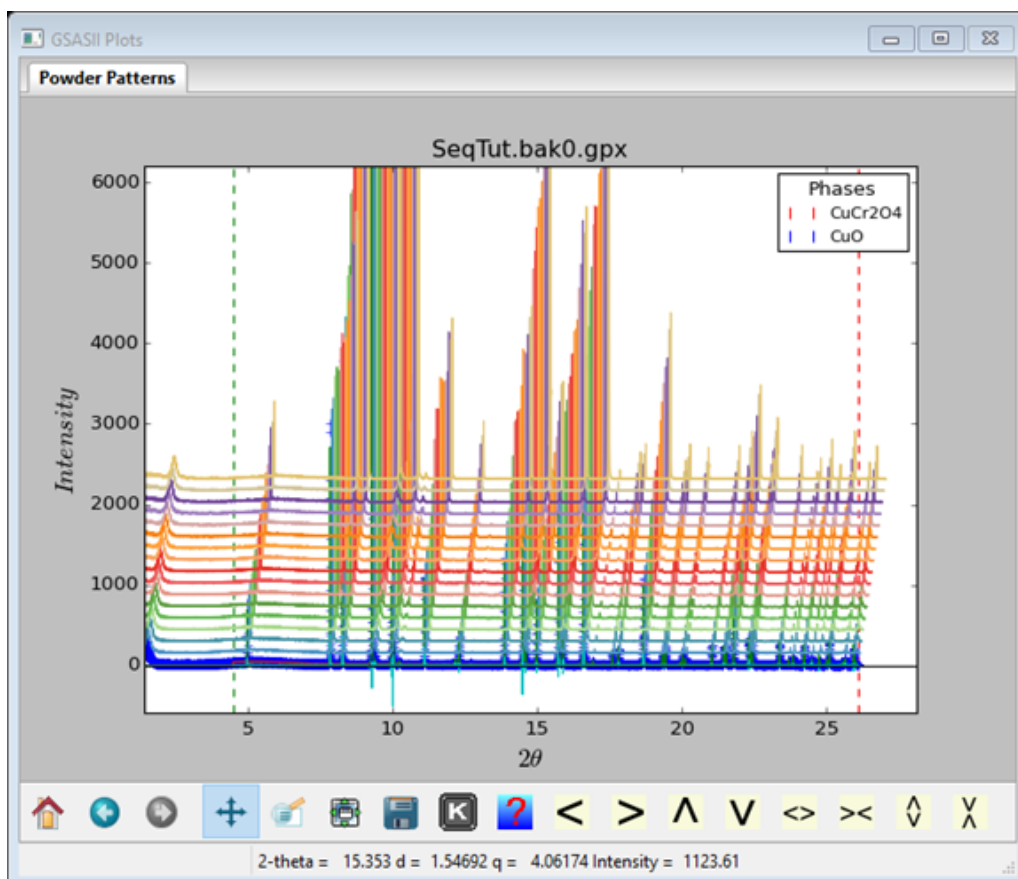 GSASII Plots
Powder Patterns
SeqTut.bak0.gpx
Phases
CuCr2O4
CuO
6000
5000
4000
3000
2000
1000
0
Intensity
5 10 15 20 25
2θ
K ? < > Λ V <> ><
2-theta = 15.353 d = 1.54692 q = 4.06174 Intensity = 1123.61